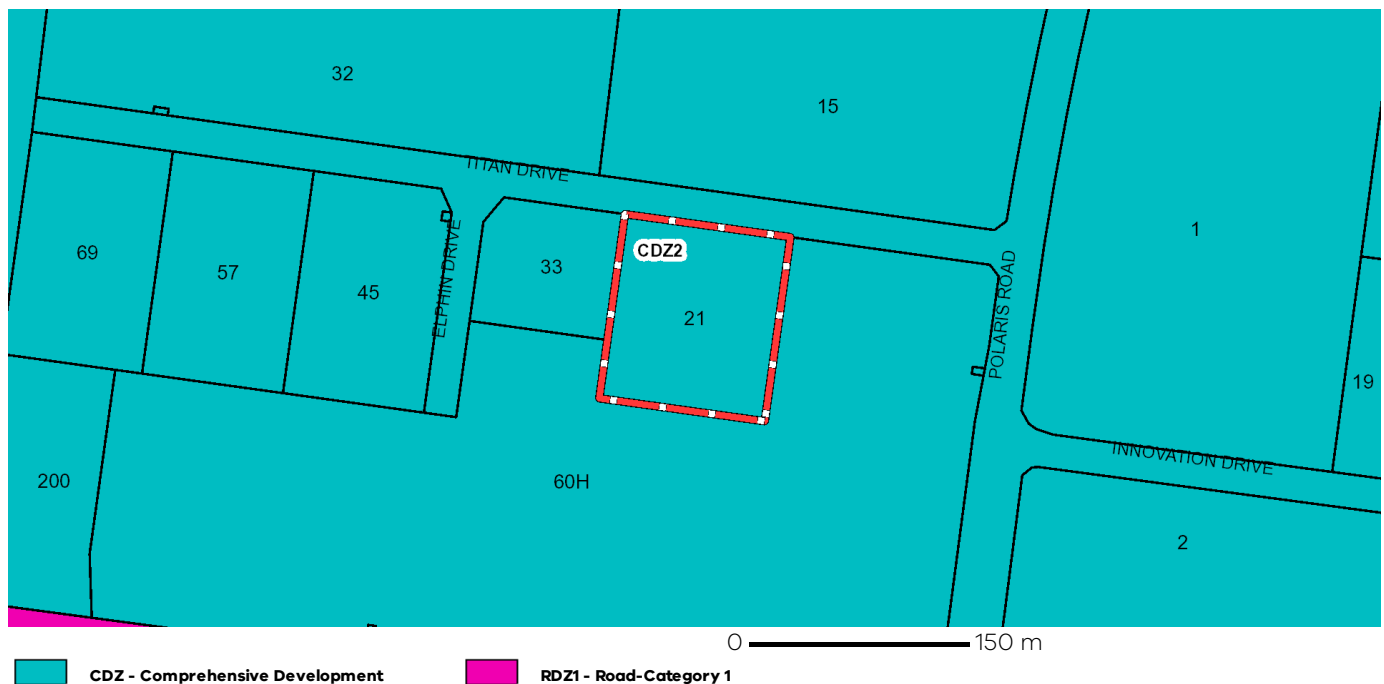 32
15
TITAN DRIVE
1
CDZ2
69
33
57
45
ELPHIN DRIVE
21
POLARIS ROAD
19
INNOVATION DRIVE
200
60H
2
0 150 m
CDZ - Comprehensive Development RDZ1 - Road-Category 1